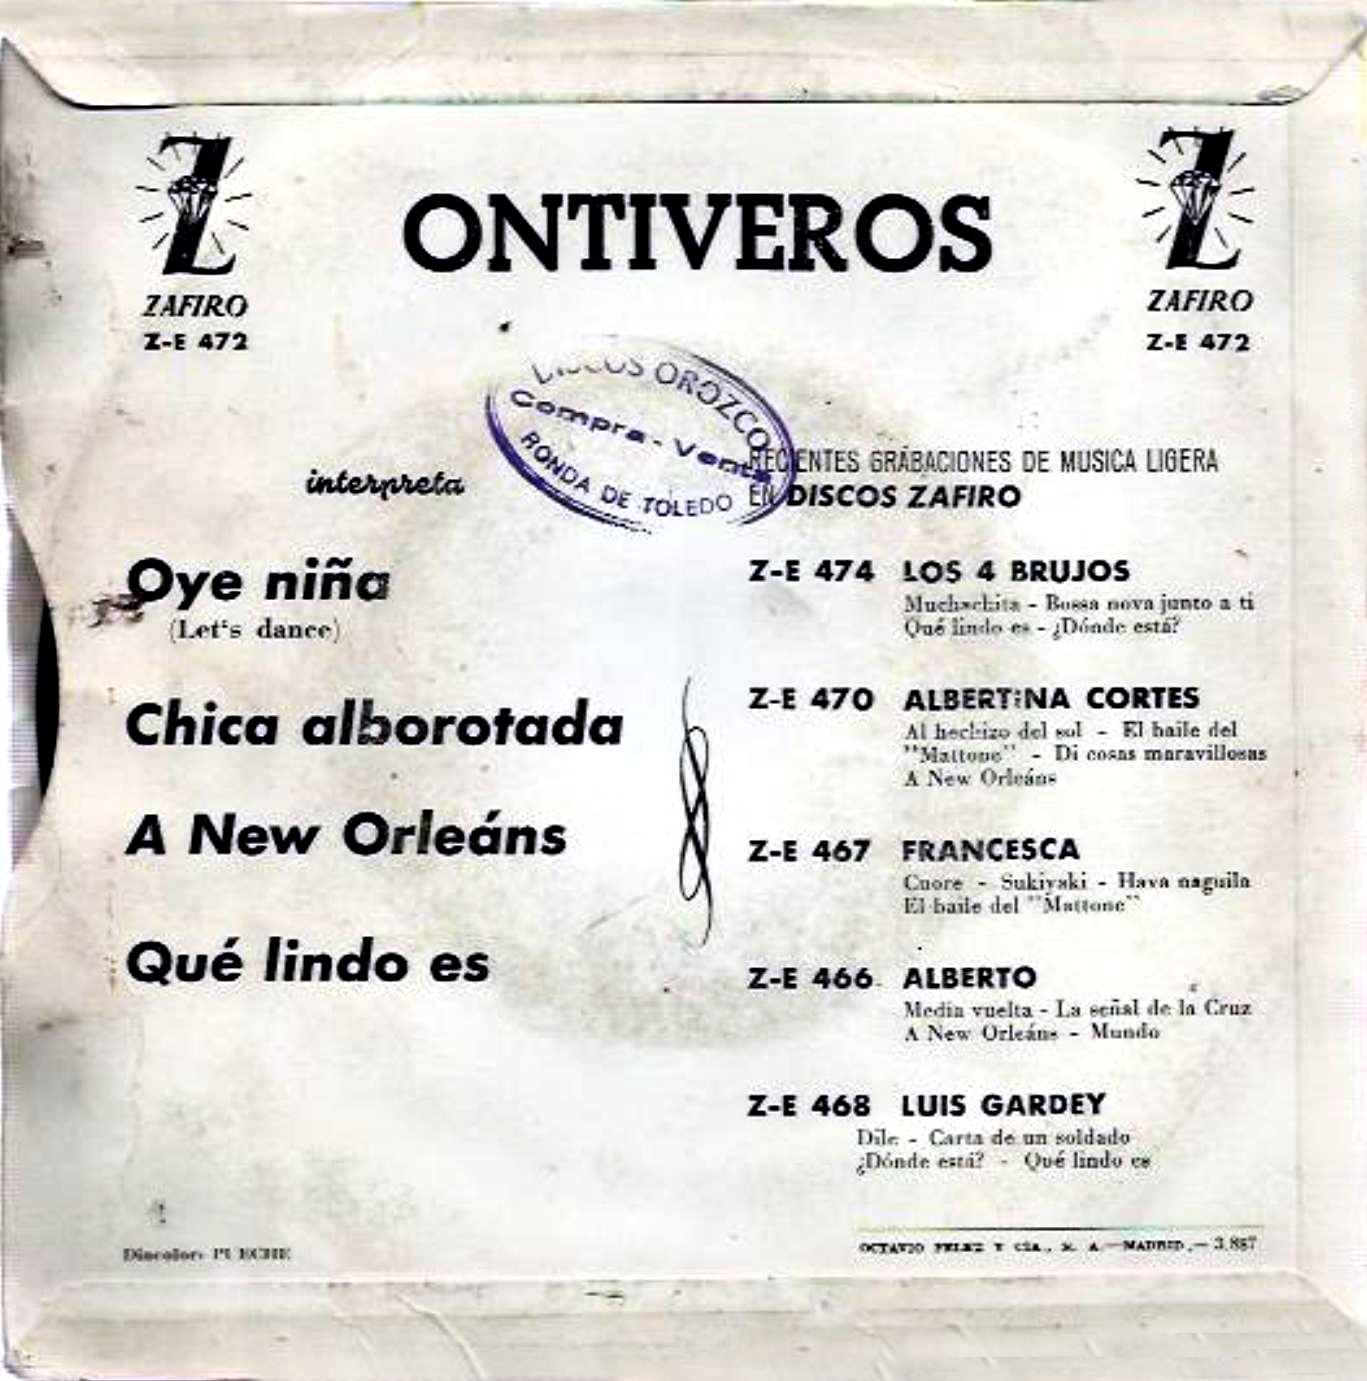 ZAFIRO
Z-E 472
ONTIVEROS
ZAFIRO
Z-E 472
DISCOS OROZCO
Compra - Venta
RONDA DE TOLEDO
interpreta
Oye niña
(Let's dance)
Chica alborotada
A New Orleáns
Qué lindo es
RECIENTES GRABACIONES DE MUSICA LIGERA
EN DISCOS ZAFIRO
Z-E 474 LOS 4 BRUJOS
Muchachita - Bossa nova junto a ti
Qué lindo es - ¿Dónde está?
Z-E 470 ALBERTINA CORTES
Al hechizo del sol - El baile del
"Mattone" - Di cosas maravillosas
A New Orleáns
Z-E 467 FRANCESCA
Cuore - Sukiyaki - Hava naguila
El baile del "Mattone"
Z-E 466 ALBERTO
Media vuelta - La señal de la Cruz
A New Orleáns - Mundo
Z-E 468 LUIS GARDEY
Dile - Carta de un soldado
¿Dónde está? - Qué lindo es
Discolor:
OCTAVIO FELEZ Y CIA., S. A.—MADRID.—3.887